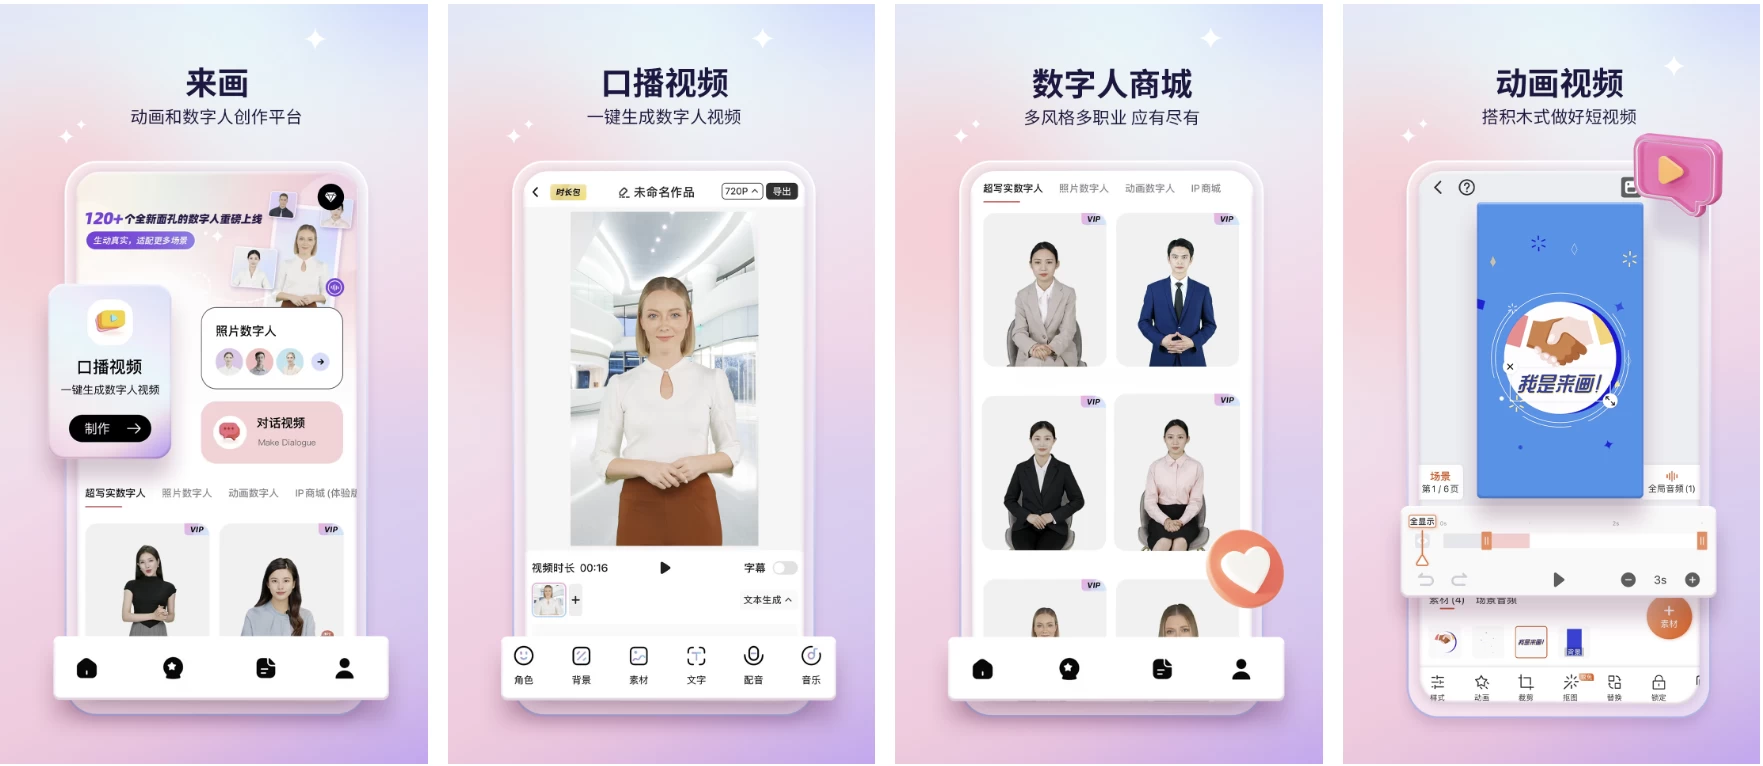 来画
动画和数字人创作平台
120+个全新面孔的数字人重磅上线
生动真实，适配更多场景
口播视频
一键生成数字人视频
制作
照片数字人
对话视频
Make Dialogue
超写实数字人 照片数字人 动画数字人 IP商城(体验版
VIP VIP
口播视频
一键生成数字人视频
时长包 未命名作品 720P 导出
视频时长 00:16 字幕
文本生成
角色 背景 素材 文字 配音 音乐
数字人商城
多风格多职业 应有尽有
超写实数字人 照片数字人 动画数字人 IP商城
VIP VIP
VIP VIP
VIP
动画视频
搭积木式做好短视频
我是来画!
场景
第1/6页
全局音频(1)
全显示 0s 2s
3s
素材(4) 场景音频
+
素材
我是来画!
背景
样式 动画 裁剪 抠图 替换 锁定